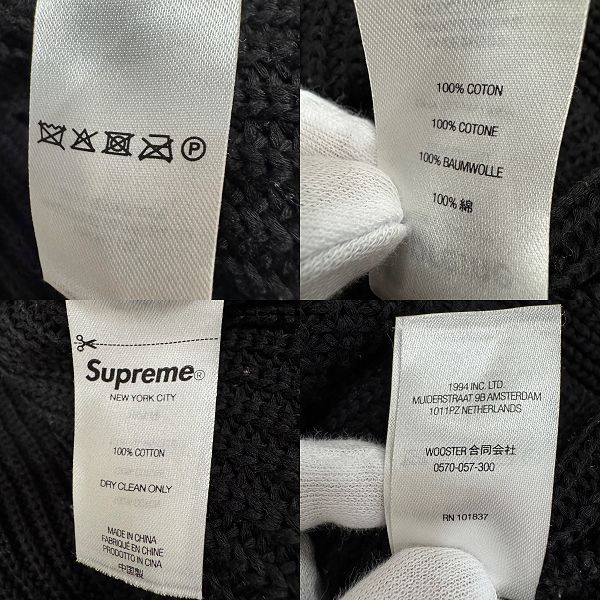 P
100% COTON
100% COTONE
100% BAUMWOLLE
100% 綿
Supreme®
NEW YORK CITY
100% COTTON
DRY CLEAN ONLY
MADE IN CHINA
FABRIQUÉ EN CHINE
PRODOTTO IN CINA
中国製
1994 INC. LTD.
MUIDERSTRAAT 9B AMSTERDAM
1011PZ NETHERLANDS
WOOSTER 合同会社
0570-057-300
RN 101837